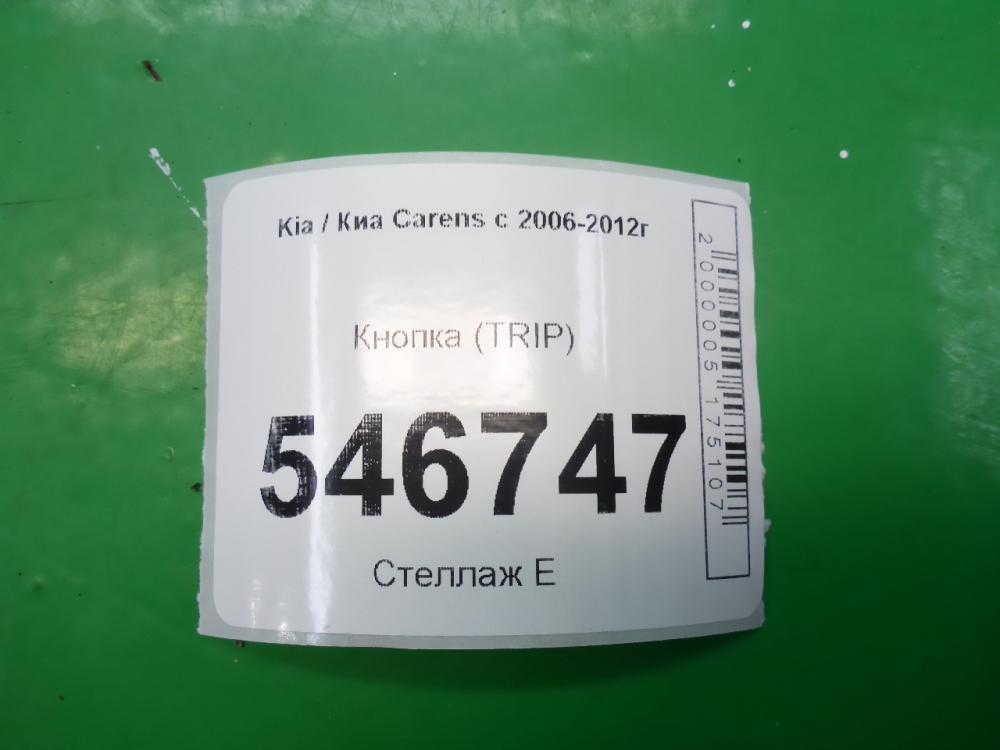 Kia / Киа Carens с 2006-2012г
Кнопка (TRIP)
546747
Стеллаж Е
2000005175107